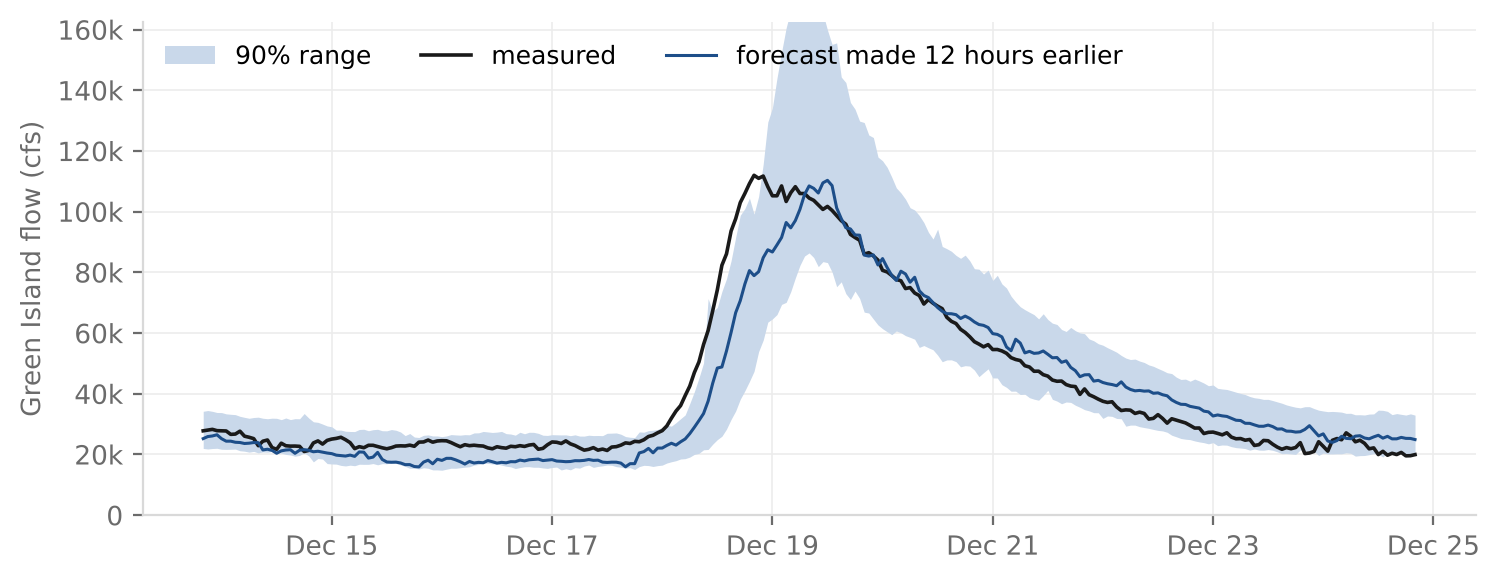 Green Island flow (cfs)
160k
140k
120k
100k
80k
60k
40k
20k
0
90% range
measured
forecast made 12 hours earlier
Dec 15
Dec 17
Dec 19
Dec 21
Dec 23
Dec 25